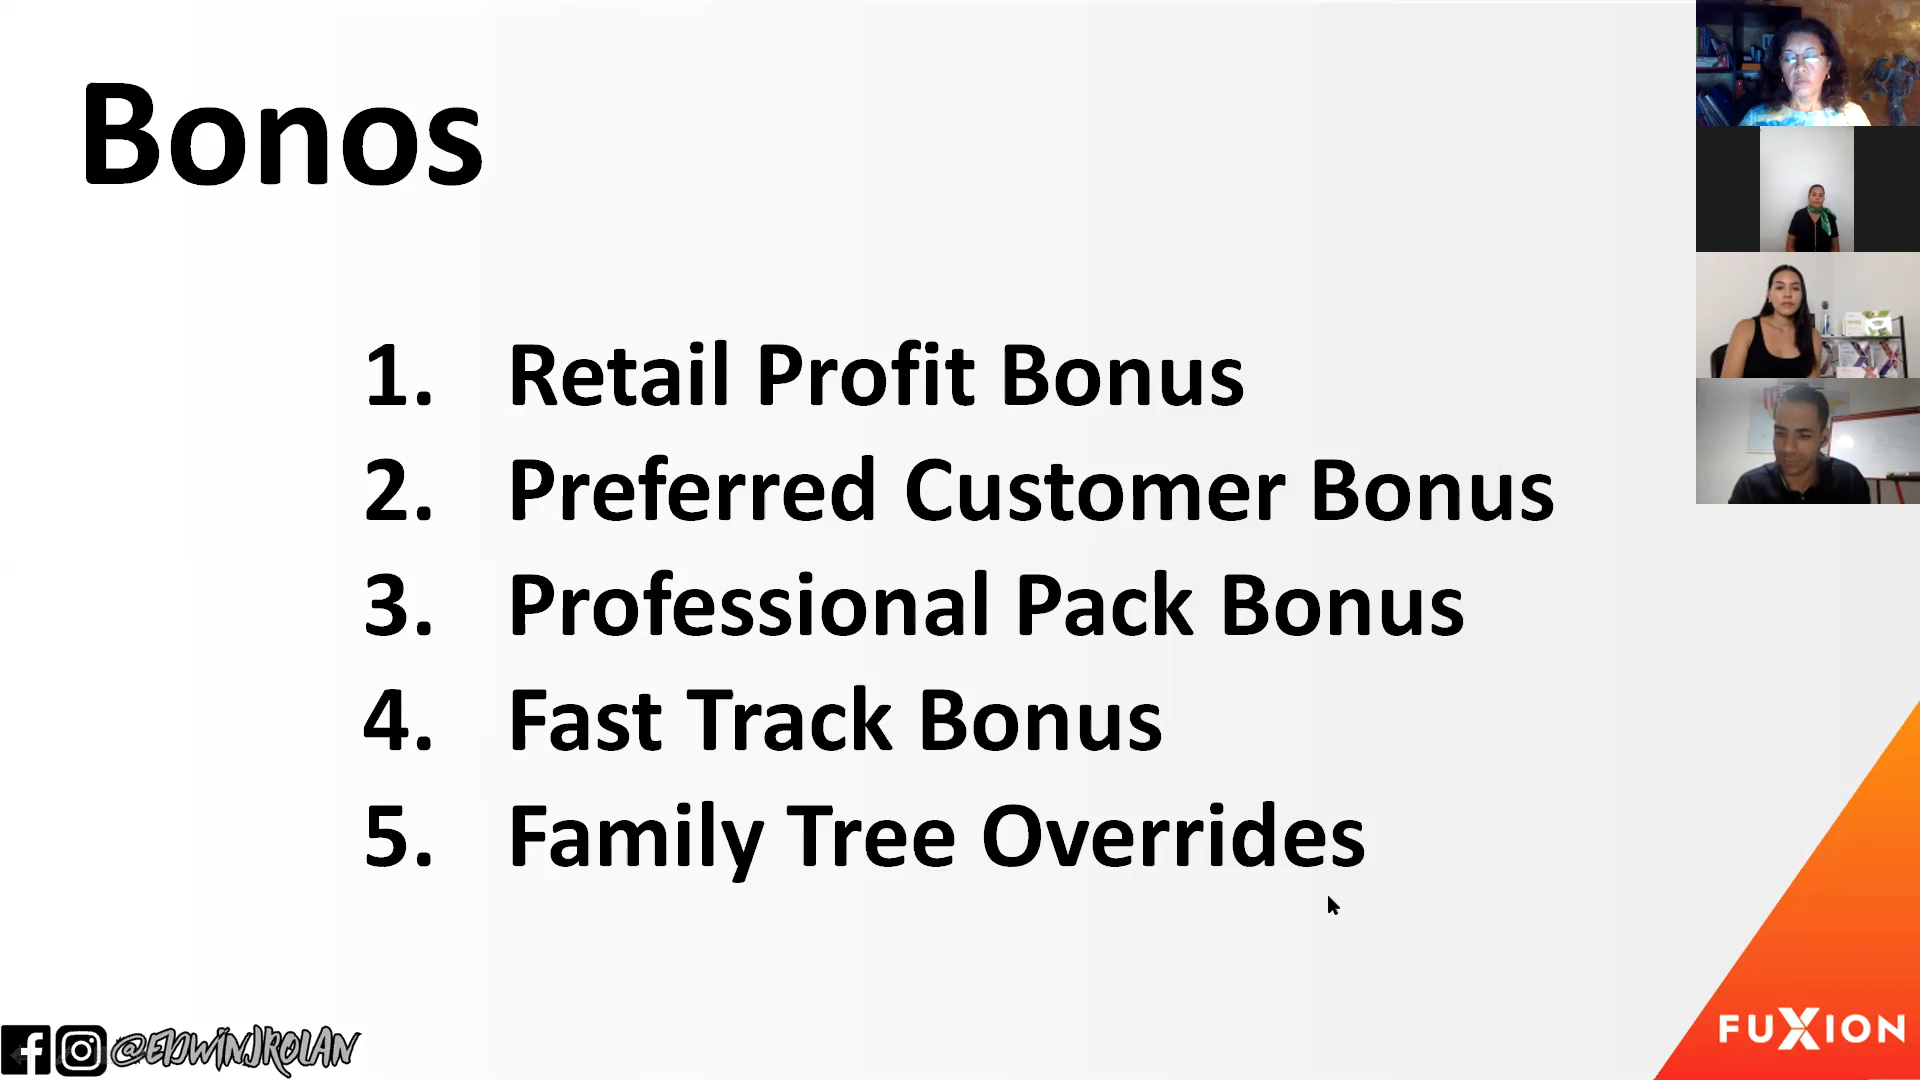 Bonos
1. Retail Profit Bonus
2. Preferred Customer Bonus
3. Professional Pack Bonus
4. Fast Track Bonus
5. Family Tree Overrides
@EDWINJROLAN
FUXION